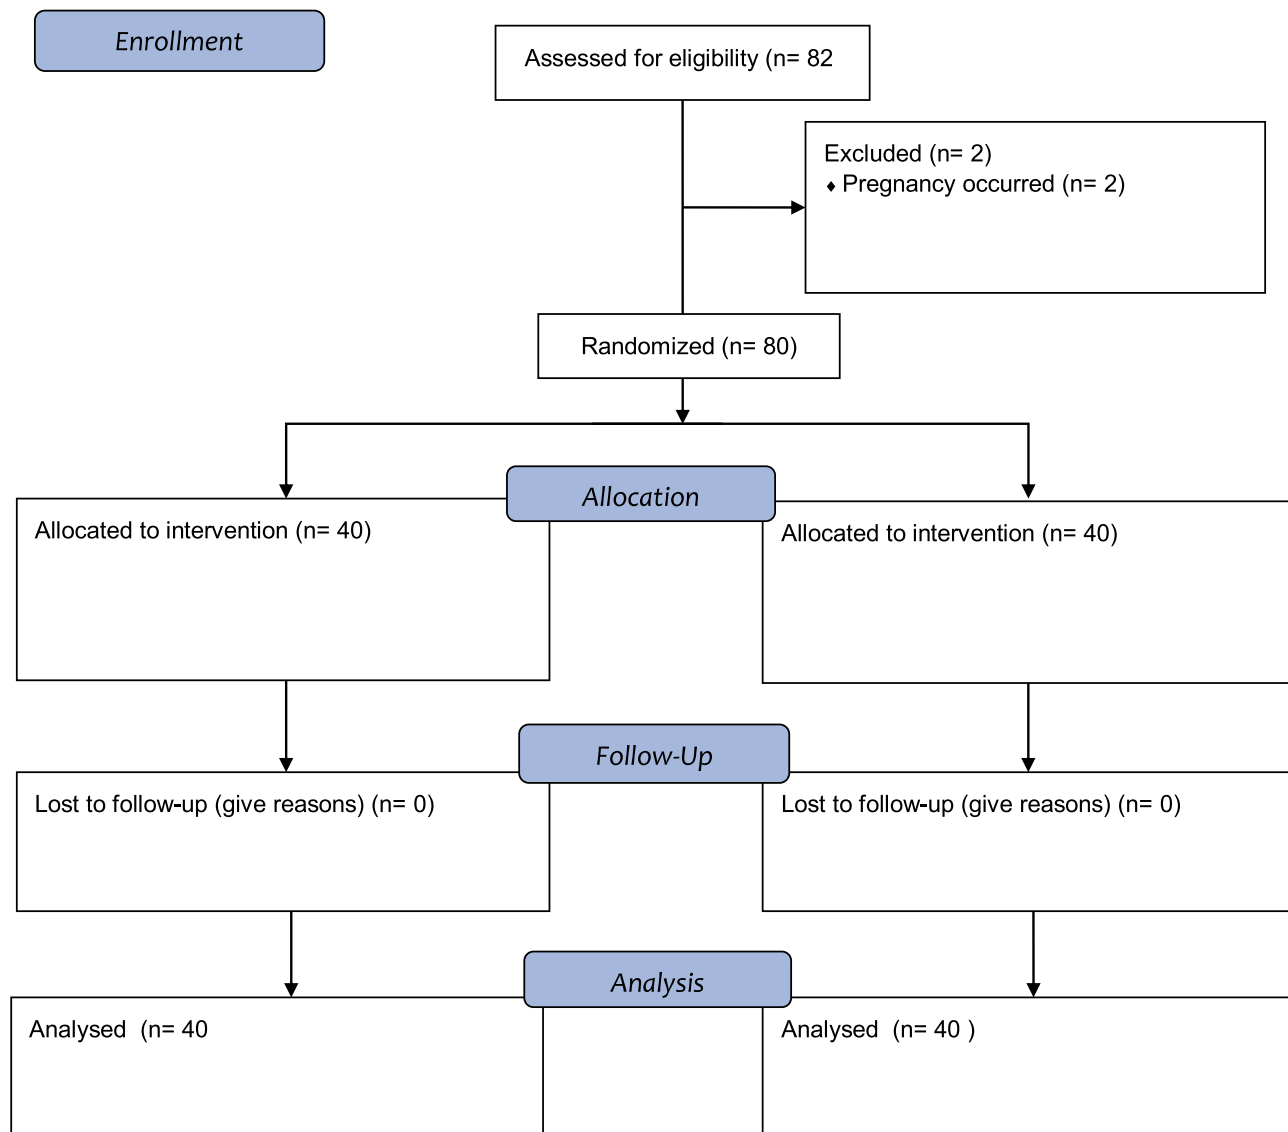 Enrollment
Assessed for eligibility (n= 82
Excluded (n= 2)
⬧ Pregnancy occurred (n= 2)
Randomized (n= 80)
Allocation
Allocated to intervention (n= 40)
Allocated to intervention (n= 40)
Follow-Up
Lost to follow-up (give reasons) (n= 0)
Lost to follow-up (give reasons) (n= 0)
Analysis
Analysed  (n= 40
Analysed  (n= 40 )